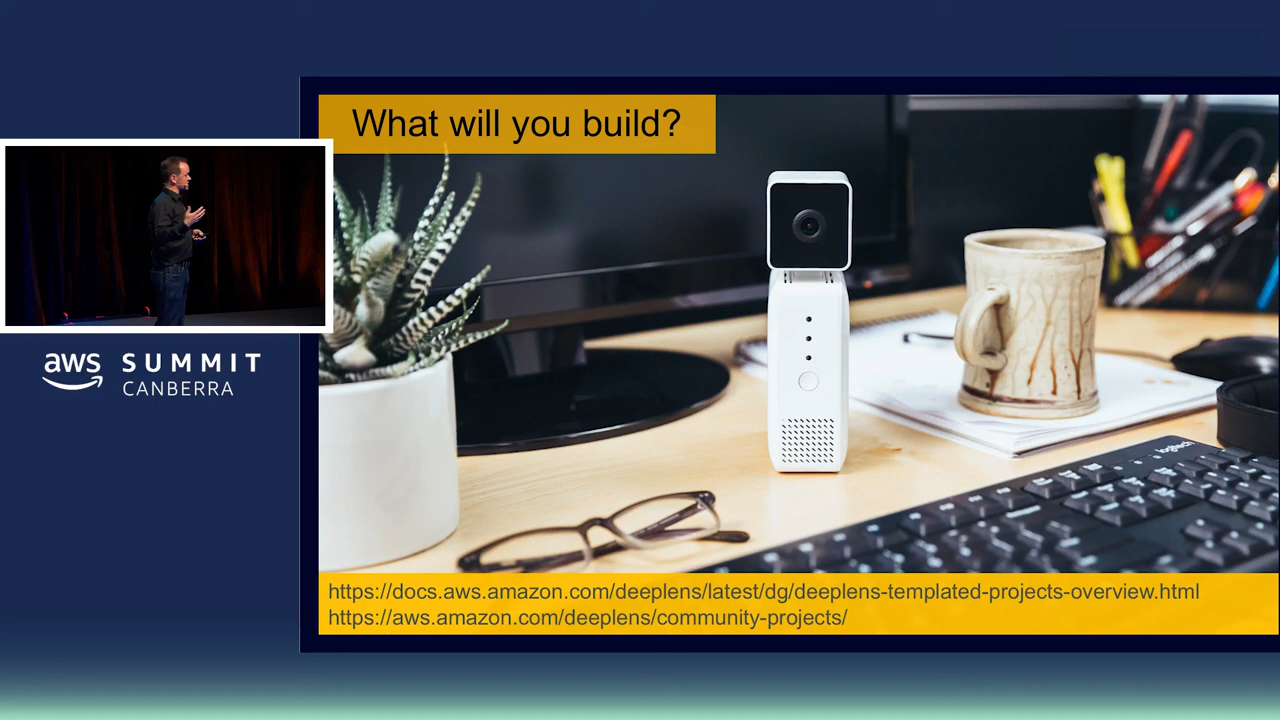 What will you build?
aws SUMMIT
CANBERRA
logitech
https://docs.aws.amazon.com/deeplens/latest/dg/deeplens-templated-projects-overview.html
https://aws.amazon.com/deeplens/community-projects/